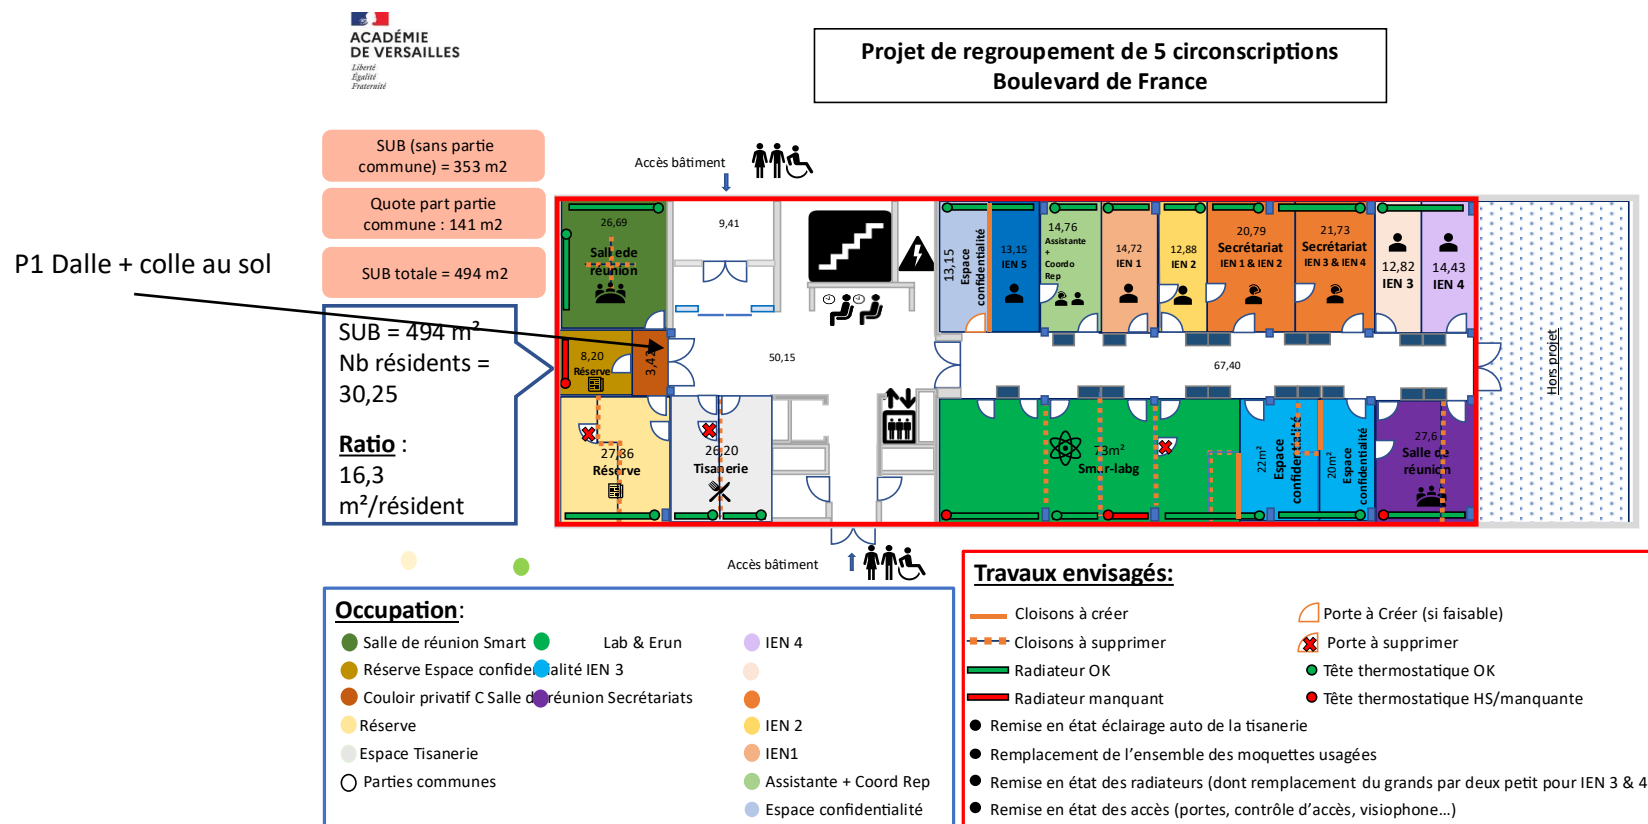 ACADÉMIE
DE VERSAILLES
Liberté
Égalité
Fraternité
Projet de regroupement de 5 circonscriptions
Boulevard de France
SUB (sans partie
commune) = 353 m2
Quote part partie
commune : 141 m2
SUB totale = 494 m2
P1 Dalle + colle au sol
SUB = 494 m²
Nb résidents =
30,25
Ratio :
16,3
m²/résident
Accès bâtiment
26,69
Salle de
réunion
9,41
8,20
Réserve
3,42
50,15
27,36
Réserve
26,20
Tisanerie
13,15
Espace
confidentialité
13,15
IEN 5
14,76
Assistante
+
Coordo
Rep
14,72
IEN 1
12,88
IEN 2
20,79
Secrétariat
IEN 1 & IEN 2
21,73
Secrétariat
IEN 3 & IEN 4
12,82
IEN 3
14,43
IEN 4
67,40
Hors projet
73m²
Smar-labg
22m²
Espace
confidentialité
20m²
Espace
confidentialité
27,6
Salle de
réunion
Accès bâtiment
Occupation:
Salle de réunion Smart Lab & Erun
Réserve Espace confidentialité IEN 3
Couloir privatif C Salle de réunion Secrétariats
Réserve
Espace Tisanerie
Parties communes
IEN 4
IEN 2
IEN1
Assistante + Coord Rep
Espace confidentialité
Travaux envisagés:
Cloisons à créer
Cloisons à supprimer
Radiateur OK
Radiateur manquant
Porte à Créer (si faisable)
Porte à supprimer
Tête thermostatique OK
Tête thermostatique HS/manquante
Remise en état éclairage auto de la tisanerie
Remplacement de l'ensemble des moquettes usagées
Remise en état des radiateurs (dont remplacement du grands par deux petit pour IEN 3 & 4
Remise en état des accès (portes, contrôle d'accès, visiophone…)